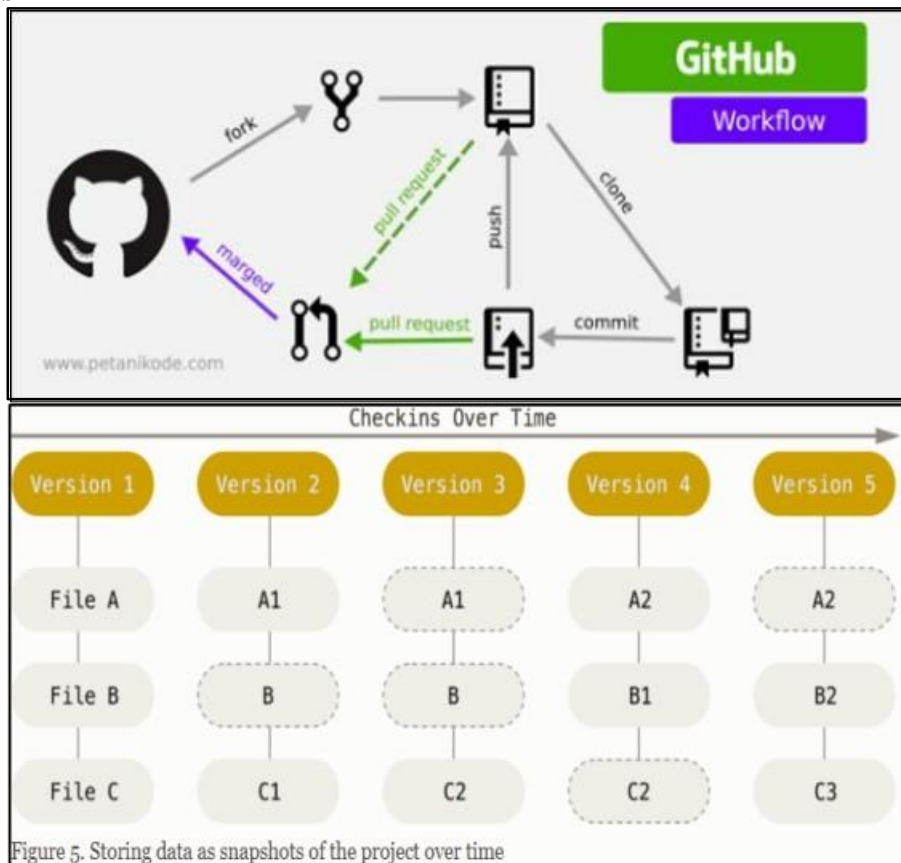 GitHub
Workflow
fork
pull request
clone
push
marged
pull request
commit
www.petanikode.com
Checkins Over Time
Version 1 Version 2 Version 3 Version 4 Version 5
File A A1 A1 A2 A2
File B B B B1 B2
File C C1 C2 C2 C3
Figure 5. Storing data as snapshots of the project over time